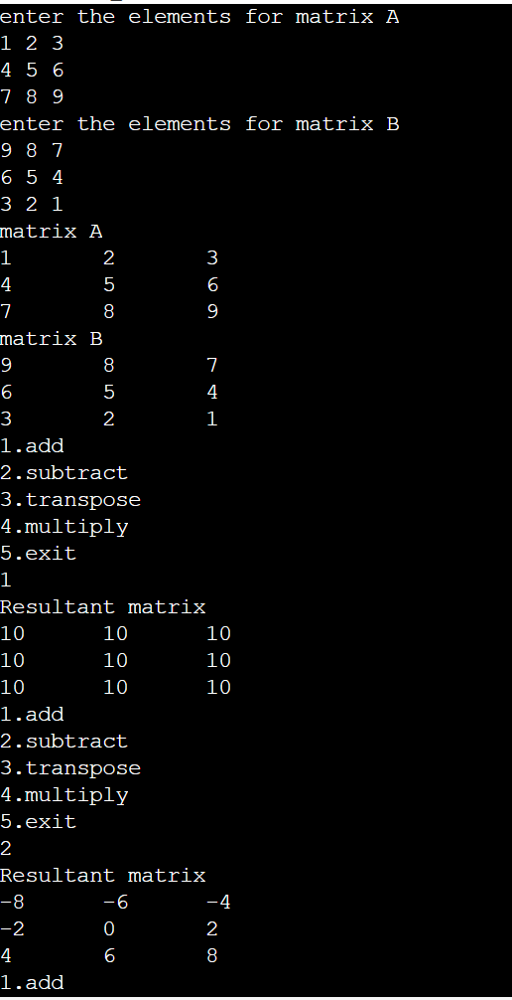 enter the elements for matrix A
1 2 3
4 5 6
7 8 9
enter the elements for matrix B
9 8 7
6 5 4
3 2 1
matrix A
1 2 3
4 5 6
7 8 9
matrix B
9 8 7
6 5 4
3 2 1
1.add
2.subtract
3.transpose
4.multiply
5.exit
1
Resultant matrix
10 10 10
10 10 10
10 10 10
1.add
2.subtract
3.transpose
4.multiply
5.exit
2
Resultant matrix
-8 -6 -4
-2 0 2
4 6 8
1.add